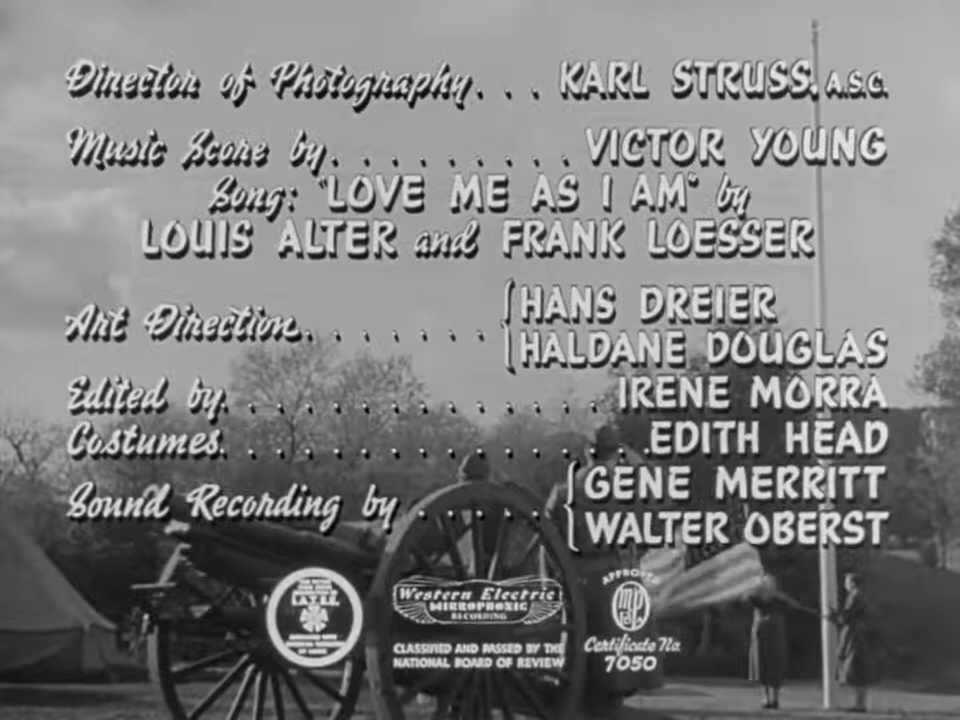 Director of Photography. . . KARL STRUSS, A.S.C.
Music Score by. . . . . . . . . . VICTOR YOUNG
Song: "LOVE ME AS I AM" by
LOUIS ALTER and FRANK LOESSER
Art Direction. . . . . . . HANS DREIER
HALDANE DOUGLAS
Edited by. . . . . . . . . . . . . . IRENE MORRA
Costumes. . . . . . . . . . . . . . . .EDITH HEAD
Sound Recording by . . . . . . GENE MERRITT
WALTER OBERST
I.A.T.S.E.
Western Electric
MIRROPHONIC
RECORDING
CLASSIFIED AND PASSED BY THE
NATIONAL BOARD OF REVIEW
APPROVED
Certificate No.
7050